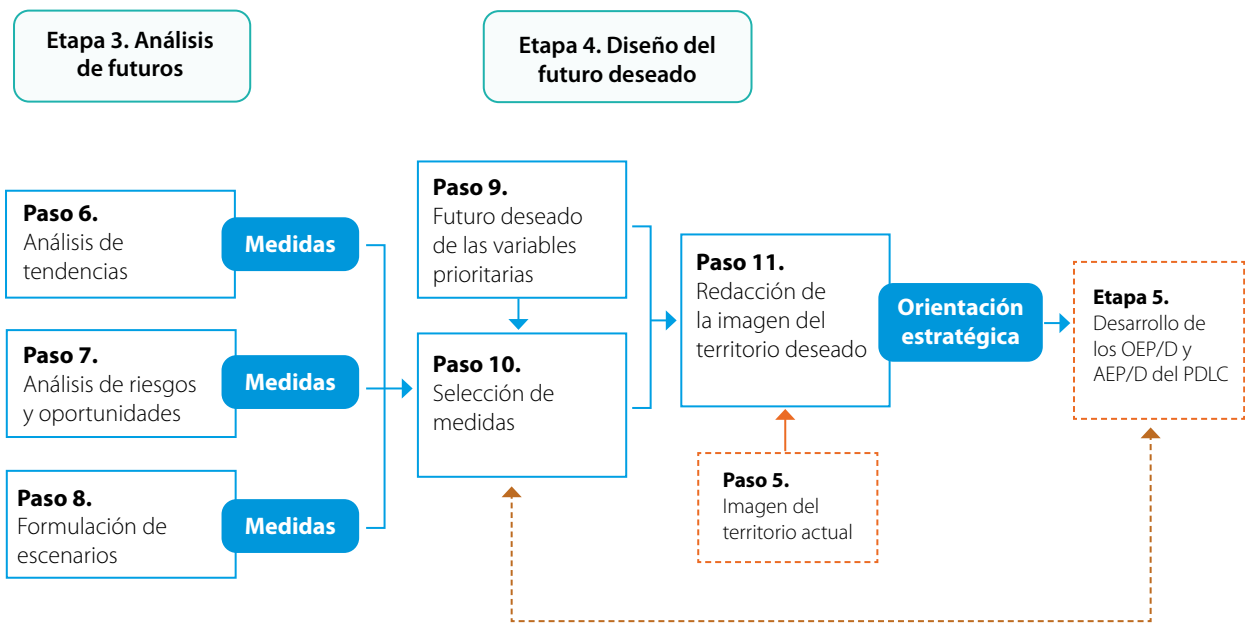 Etapa 3. Análisis
de futuros
Etapa 4. Diseño del
futuro deseado
Paso 6.
Análisis de
tendencias
Medidas
Paso 7.
Análisis de riesgos
y oportunidades
Medidas
Paso 8.
Formulación de
escenarios
Medidas
Paso 9.
Futuro deseado
de las variables
prioritarias
Paso 10.
Selección de
medidas
Paso 11.
Redacción de
la imagen del
territorio deseado
Orientación
estratégica
Paso 5.
Imagen del
territorio actual
Etapa 5.
Desarrollo de
los OEP/D y
AEP/D del PDLC